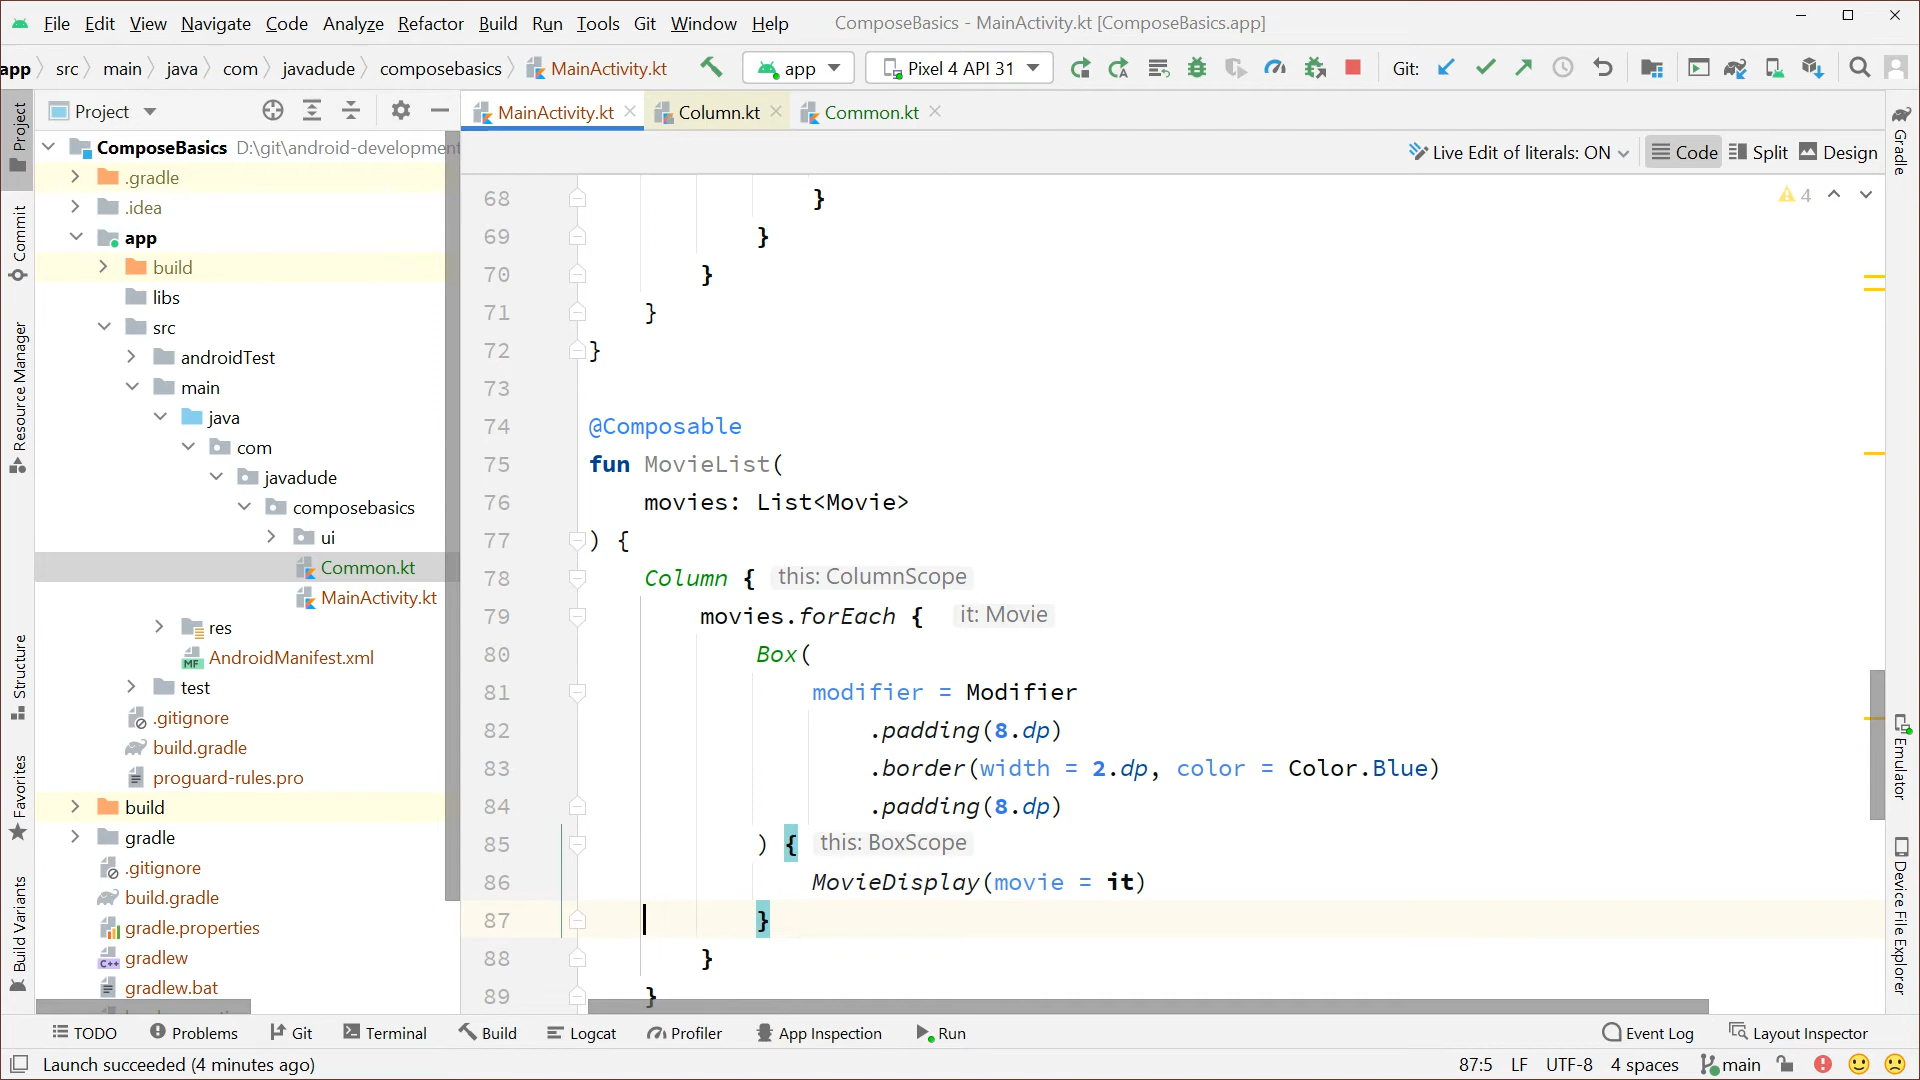 File Edit View Navigate Code Analyze Refactor Build Run Tools Git Window Help ComposeBasics - MainActivity.kt [ComposeBasics.app]
app src main java com javadude composebasics MainActivity.kt app Pixel 4 API 31 Git:
Project MainActivity.kt Column.kt Common.kt
Live Edit of literals: ON Code Split Design
ComposeBasics D:\git\android-development
.gradle
.idea
app
build
libs
src
androidTest
main
java
com
javadude
composebasics
ui
Common.kt
MainActivity.kt
res
AndroidManifest.xml
test
.gitignore
build.gradle
proguard-rules.pro
build
gradle
.gitignore
build.gradle
gradle.properties
gradlew
gradlew.bat
4
68 }
69 }
70 }
71 }
72 }
73
74 @Composable
75 fun MovieList(
76 movies: List<Movie>
77 ) {
78 Column { this: ColumnScope
79 movies.forEach { it: Movie
80 Box(
81 modifier = Modifier
82 .padding(8.dp)
83 .border(width = 2.dp, color = Color.Blue)
84 .padding(8.dp)
85 ) { this: BoxScope
86 MovieDisplay(movie = it)
87 }
88 }
89 }
Project
Commit
Resource Manager
Structure
Favorites
Build Variants
Gradle
Emulator
Device File Explorer
TODO Problems Git Terminal Build Logcat Profiler App Inspection Run Event Log Layout Inspector
Launch succeeded (4 minutes ago) 87:5 LF UTF-8 4 spaces main